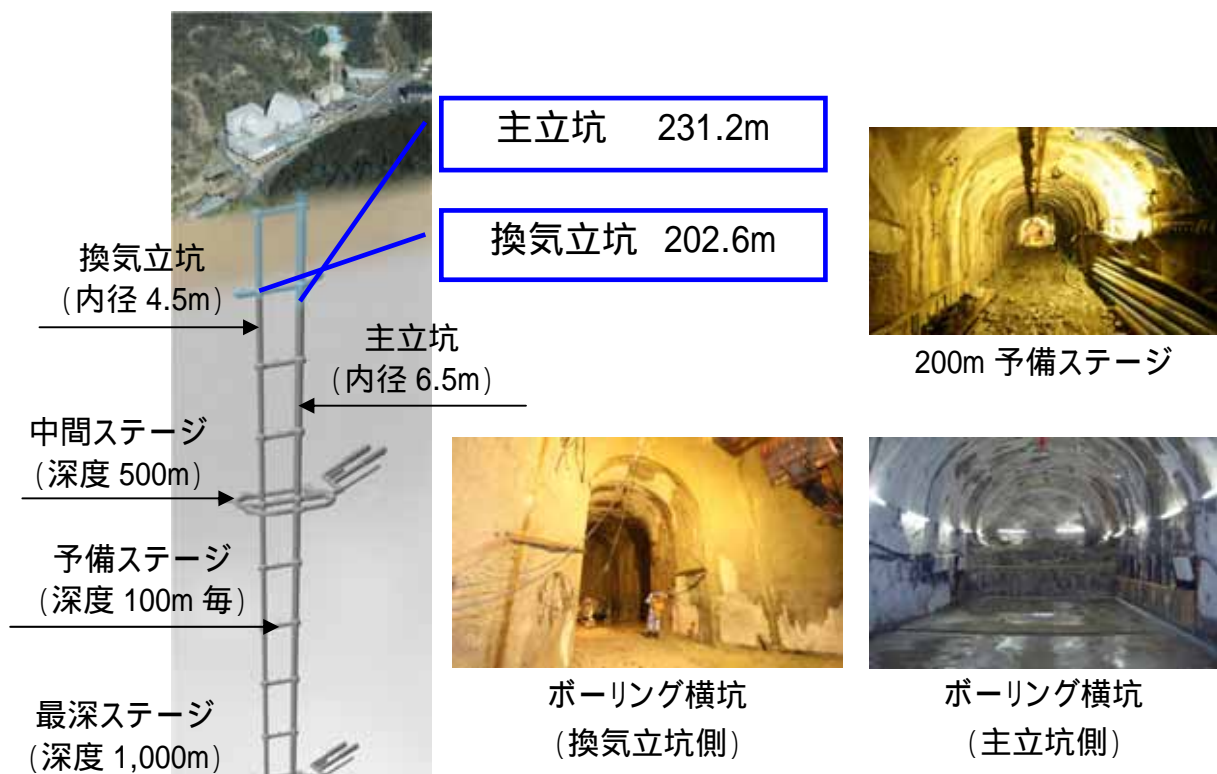 主立坑 231.2m
換気立坑 202.6m
換気立坑
(内径 4.5m)
主立坑
(内径 6.5m)
中間ステージ
(深度 500m)
予備ステージ
(深度 100m 毎)
最深ステージ
(深度 1,000m)
200m 予備ステージ
ボーリング横坑
(換気立坑側)
ボーリング横坑
(主立坑側)